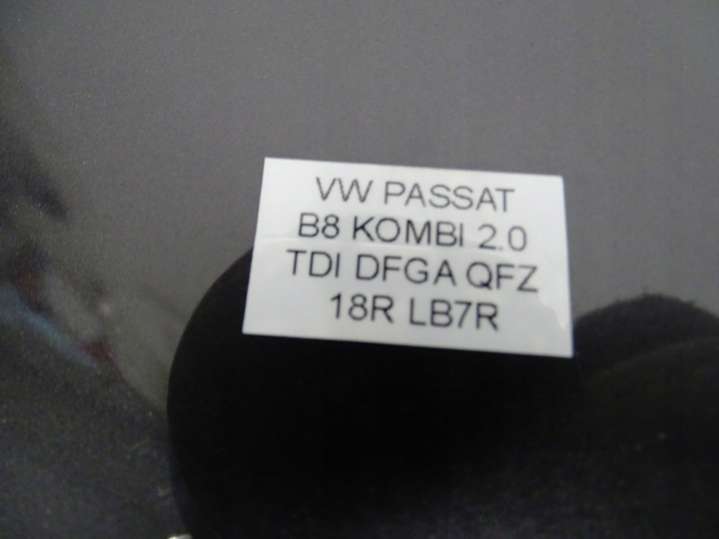 VW PASSAT
B8 KOMBI 2.0
TDI DFGA QFZ
18R LB7R